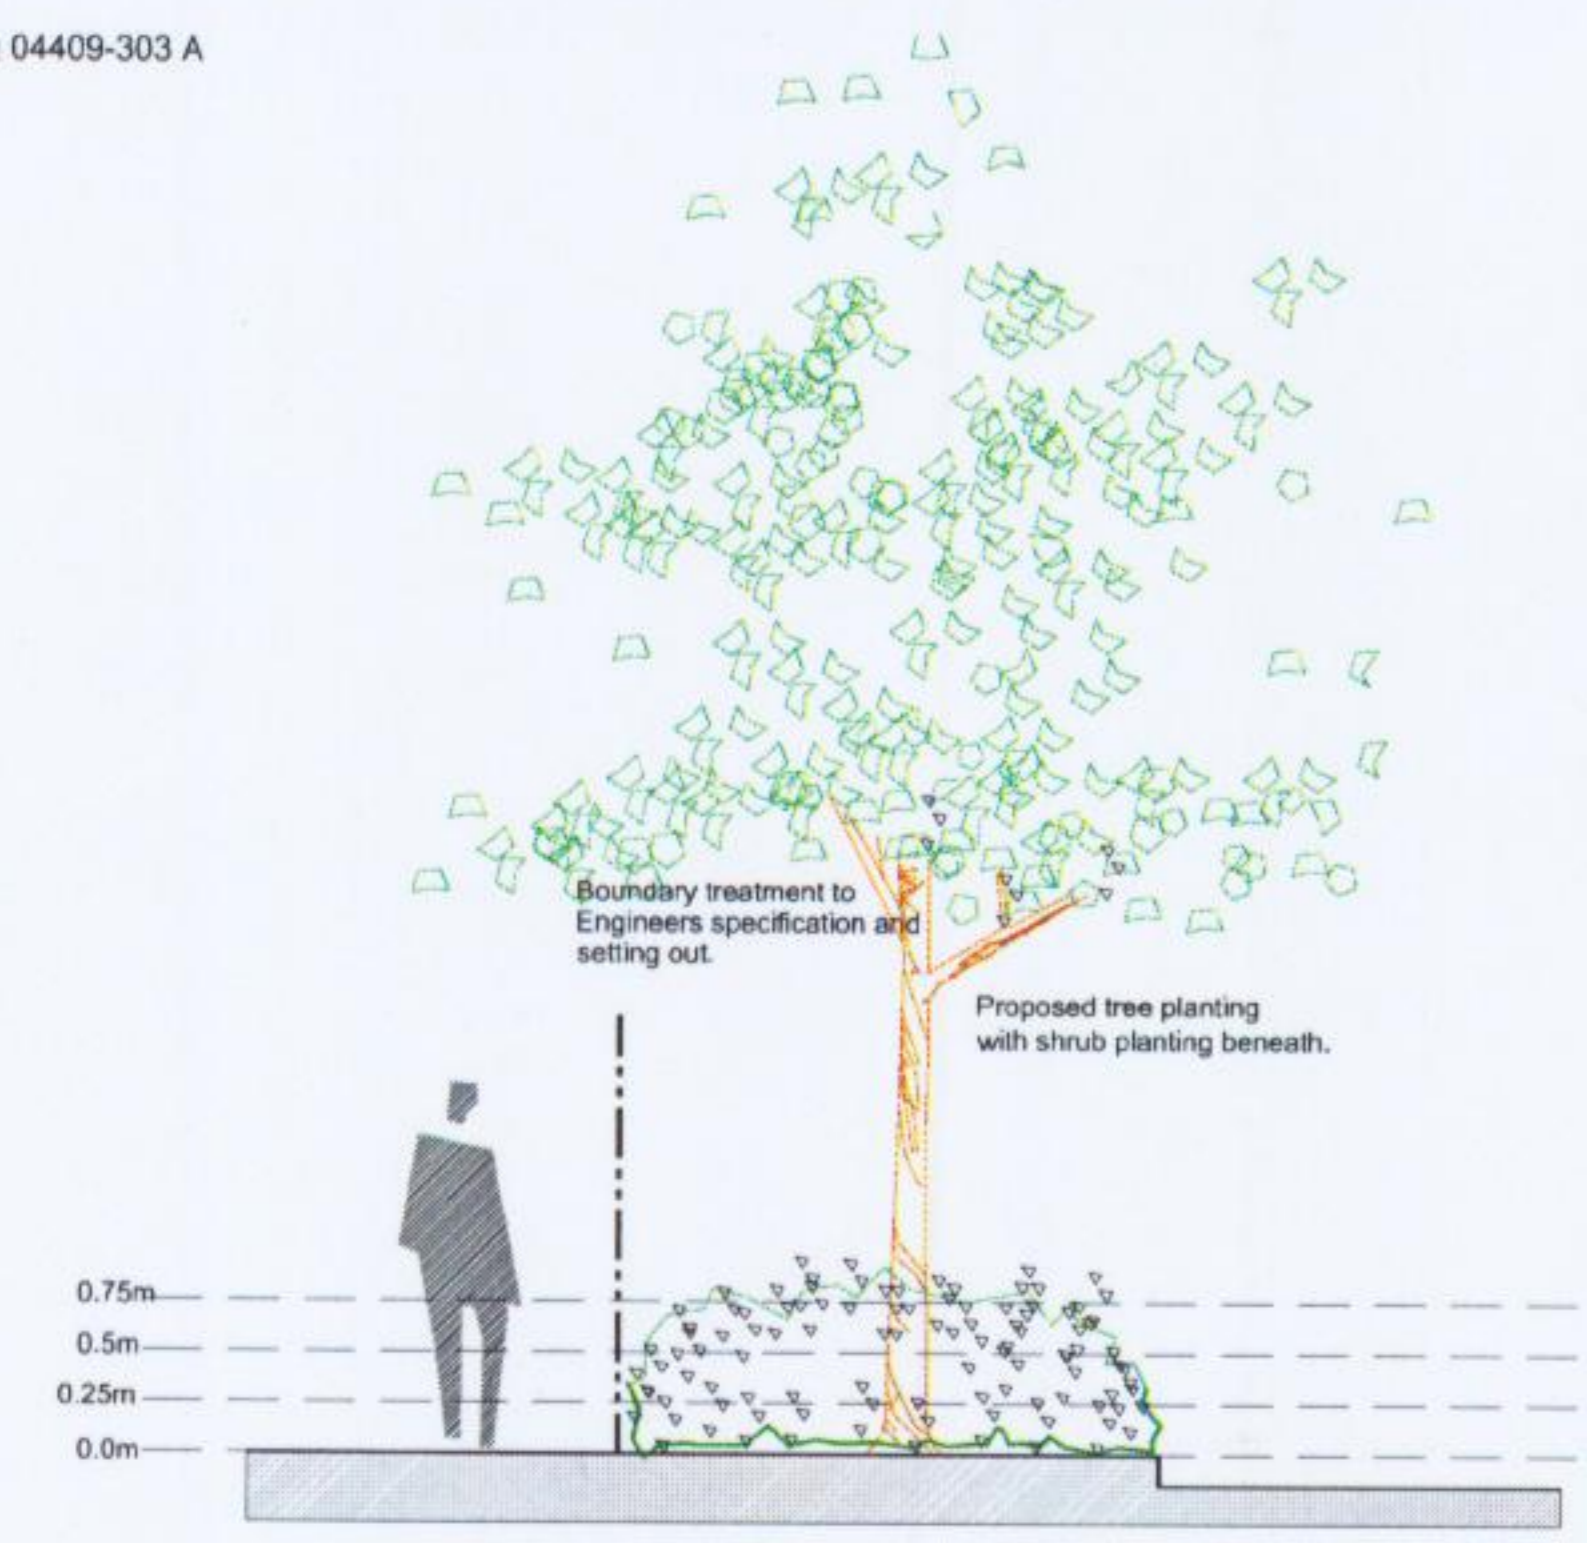 04409-303 A
Boundary treatment to
Engineers specification and
setting out.
Proposed tree planting
with shrub planting beneath.
0.75m
0.5m
0.25m
0.0m